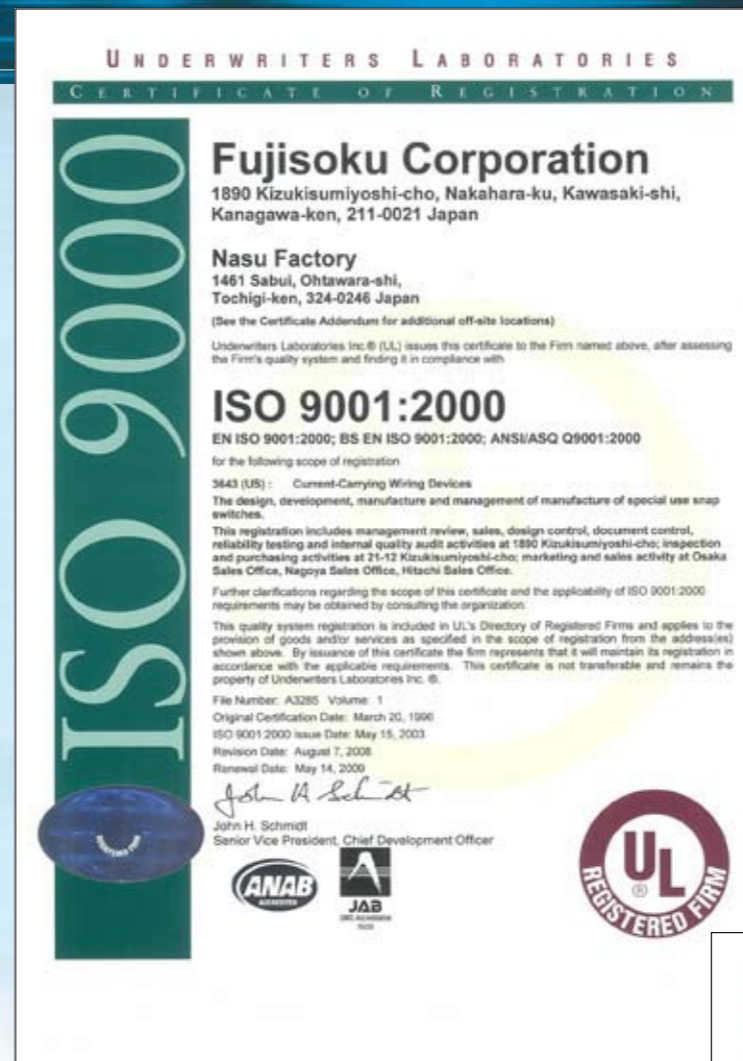 UNDERWRITERS LABORATORIES
CERTIFICATE OF REGISTRATION
ISO 9000
Fujisoku Corporation
1890 Kizukisumiyoshi-cho, Nakahara-ku, Kawasaki-shi,
Kanagawa-ken, 211-0021 Japan
Nasu Factory
1461 Sabui, Ohtawara-shi,
Tochigi-ken, 324-0246 Japan
(See the Certificate Addendum for additional off-site locations)
Underwriters Laboratories Inc.® (UL) issues this certificate to the Firm named above, after assessing
the Firm's quality system and finding it in compliance with
ISO 9001:2000
EN ISO 9001:2000; BS EN ISO 9001:2000; ANSI/ASQ Q9001:2000
for the following scope of registration
3643 (US) : Current-Carrying Wiring Devices
The design, development, manufacture and management of manufacture of special use snap
switches.
This registration includes management review, sales, design control, document control,
reliability testing and internal quality audit activities at 1890 Kizukisumiyoshi-cho; inspection
and purchasing activities at 21-12 Kizukisumiyoshi-cho; marketing and sales activity at Osaka
Sales Office, Nagoya Sales Office, Hitachi Sales Office.
Further clarifications regarding the scope of this certificate and the applicability of ISO 9001:2000
requirements may be obtained by consulting the organization.
This quality system registration is included in UL's Directory of Registered Firms and applies to the
provision of goods and/or services as specified in the scope of registration from the address(es)
shown above. By issuance of this certificate the firm represents that it will maintain its registration in
accordance with the applicable requirements. This certificate is not transferable and remains the
property of Underwriters Laboratories Inc. ®.
File Number: A3285 Volume: 1
Original Certification Date: March 20, 1996
ISO 9001:2000 Issue Date: May 15, 2003
Revision Date: August 7, 2008
Renewal Date: May 14, 2009
John H Schmidt
John H. Schmidt
Senior Vice President, Chief Development Officer
ANAB
ACCREDITED
JAB
UL ®
REGISTERED FIRM